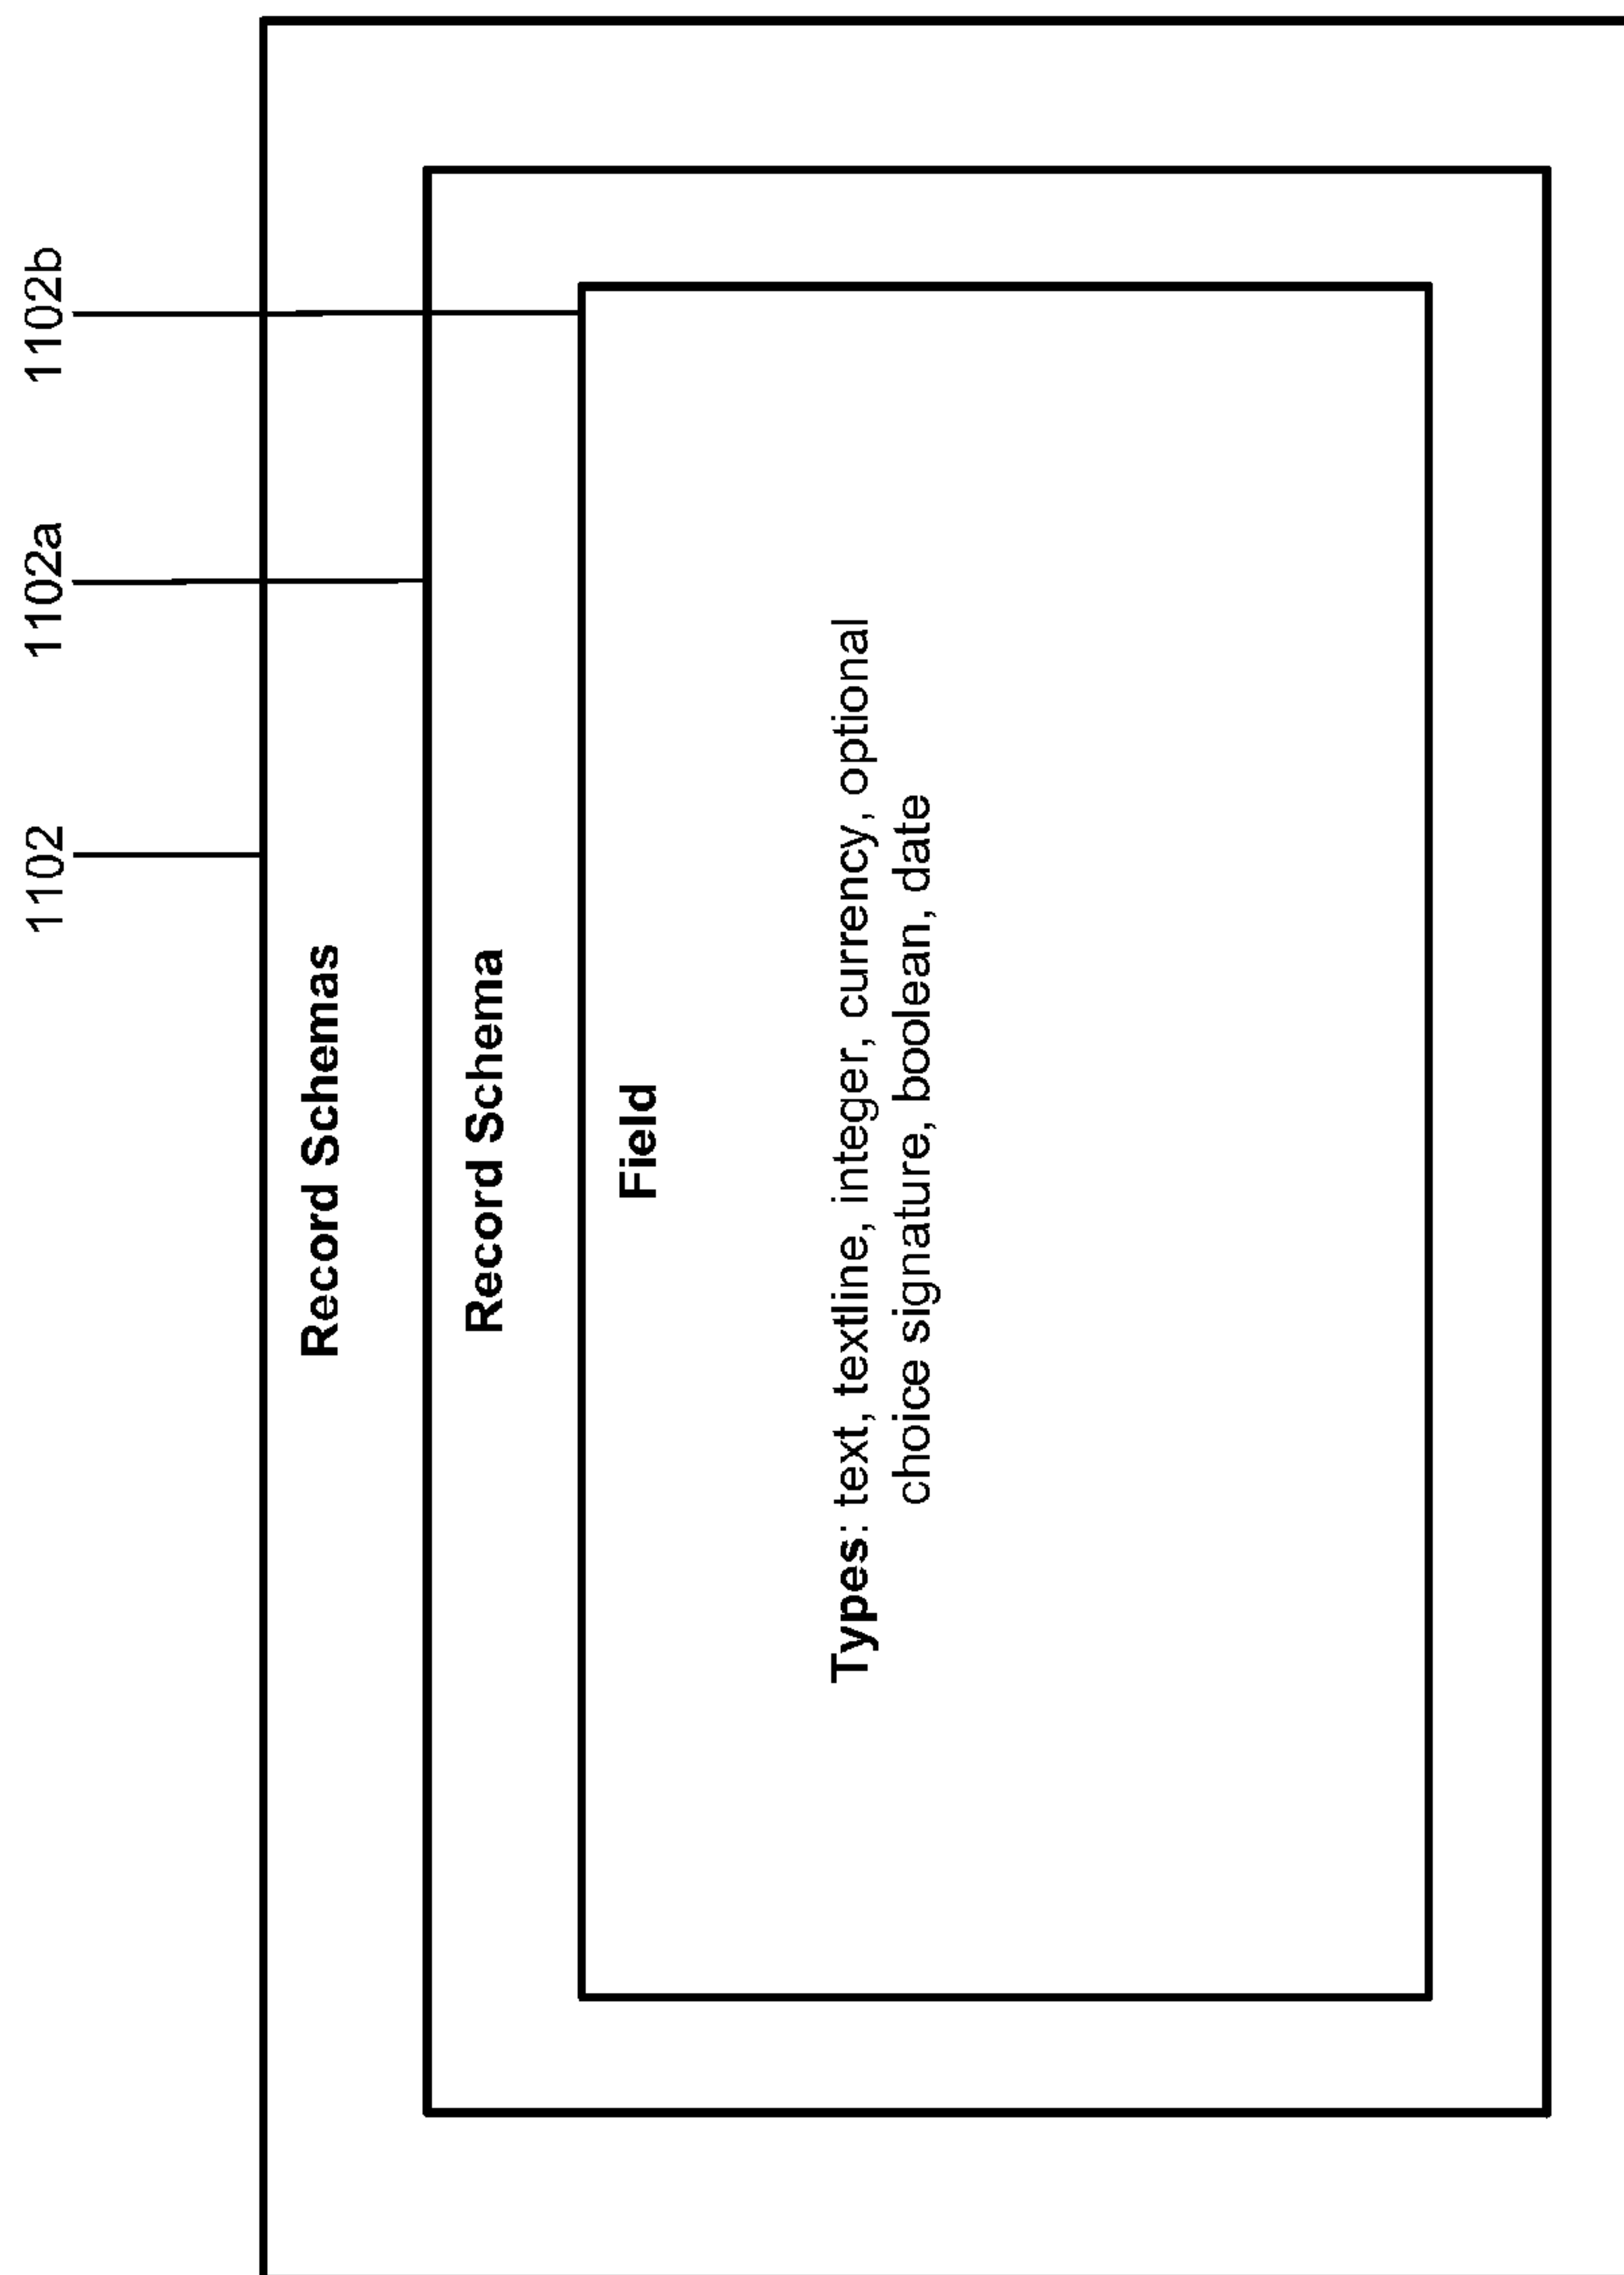 1102
1102a
1102b
Record Schemas
Record Schema
Field
Types: text, textline, integer, currency, optional
choice signature, boolean, date